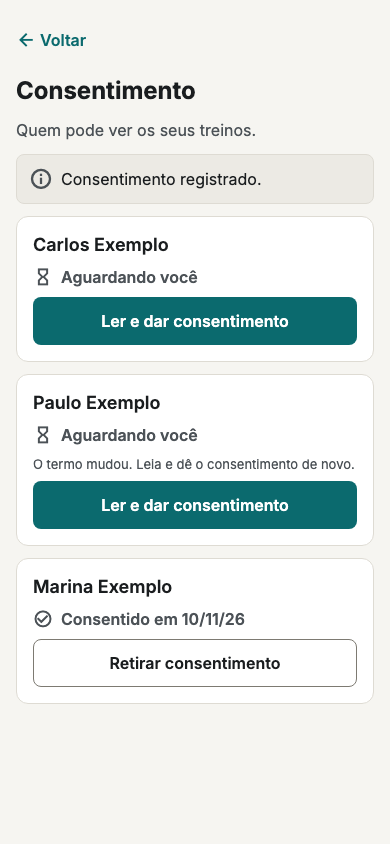 Voltar
Consentimento
Quem pode ver os seus treinos.
Consentimento registrado.
Carlos Exemplo
Aguardando você
Ler e dar consentimento
Paulo Exemplo
Aguardando você
O termo mudou. Leia e dê o consentimento de novo.
Ler e dar consentimento
Marina Exemplo
Consentido em 10/11/26
Retirar consentimento